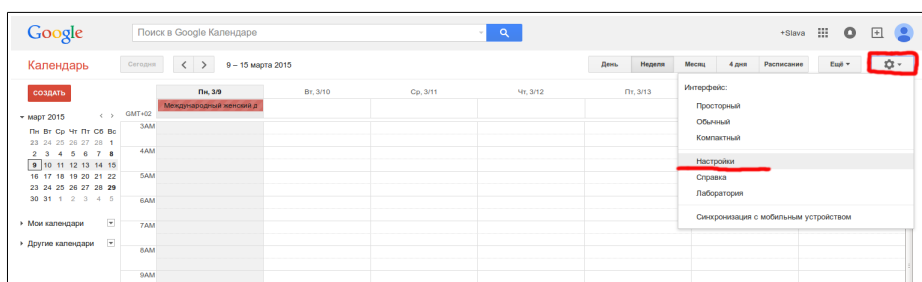 Google Поиск в Google Календаре +Slava
Календарь Сегодня < > 9 – 15 марта 2015 День Неделя Месяц 4 дня Расписание Ещё
СОЗДАТЬ
Пн, 3/9 Вт, 3/10 Ср, 3/11 Чт, 3/12 Пт, 3/13
GMT+02 Международный женский д
март 2015 < >
Пн Вт Ср Чт Пт Сб Вс
23 24 25 26 27 28 1
2 3 4 5 6 7 8
9 10 11 12 13 14 15
16 17 18 19 20 21 22
23 24 25 26 27 28 29
30 31 1 2 3 4 5
Мои календари
Другие календари
3AM
4AM
5AM
6AM
7AM
8AM
9AM
Интерфейс:
Просторный
Обычный
Компактный
Настройки
Справка
Лаборатория
Синхронизация с мобильным устройством